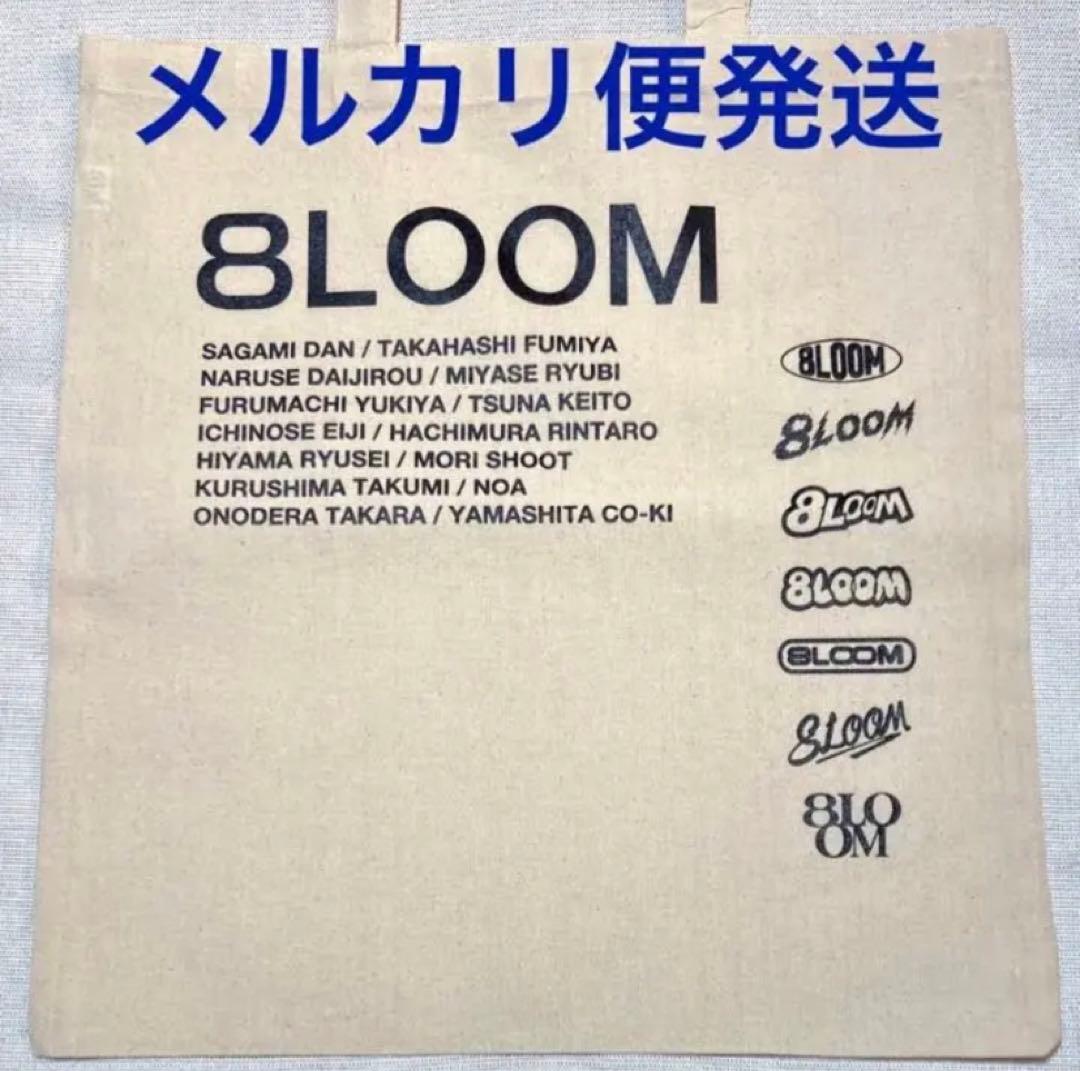 メルカリ便発送
8LOOM
SAGAMI DAN / TAKAHASHI FUMIYA
NARUSE DAIJIROU / MIYASE RYUBI
FURUMACHI YUKIYA / TSUNA KEITO
ICHINOSE EIJI / HACHIMURA RINTARO
HIYAMA RYUSEI / MORI SHOOT
KURUSHIMA TAKUMI / NOA
ONODERA TAKARA / YAMASHITA CO-KI
8LOOM
8LOOM
8LOOM
8LOOM
8LOOM
8LOOM
8LO
OM